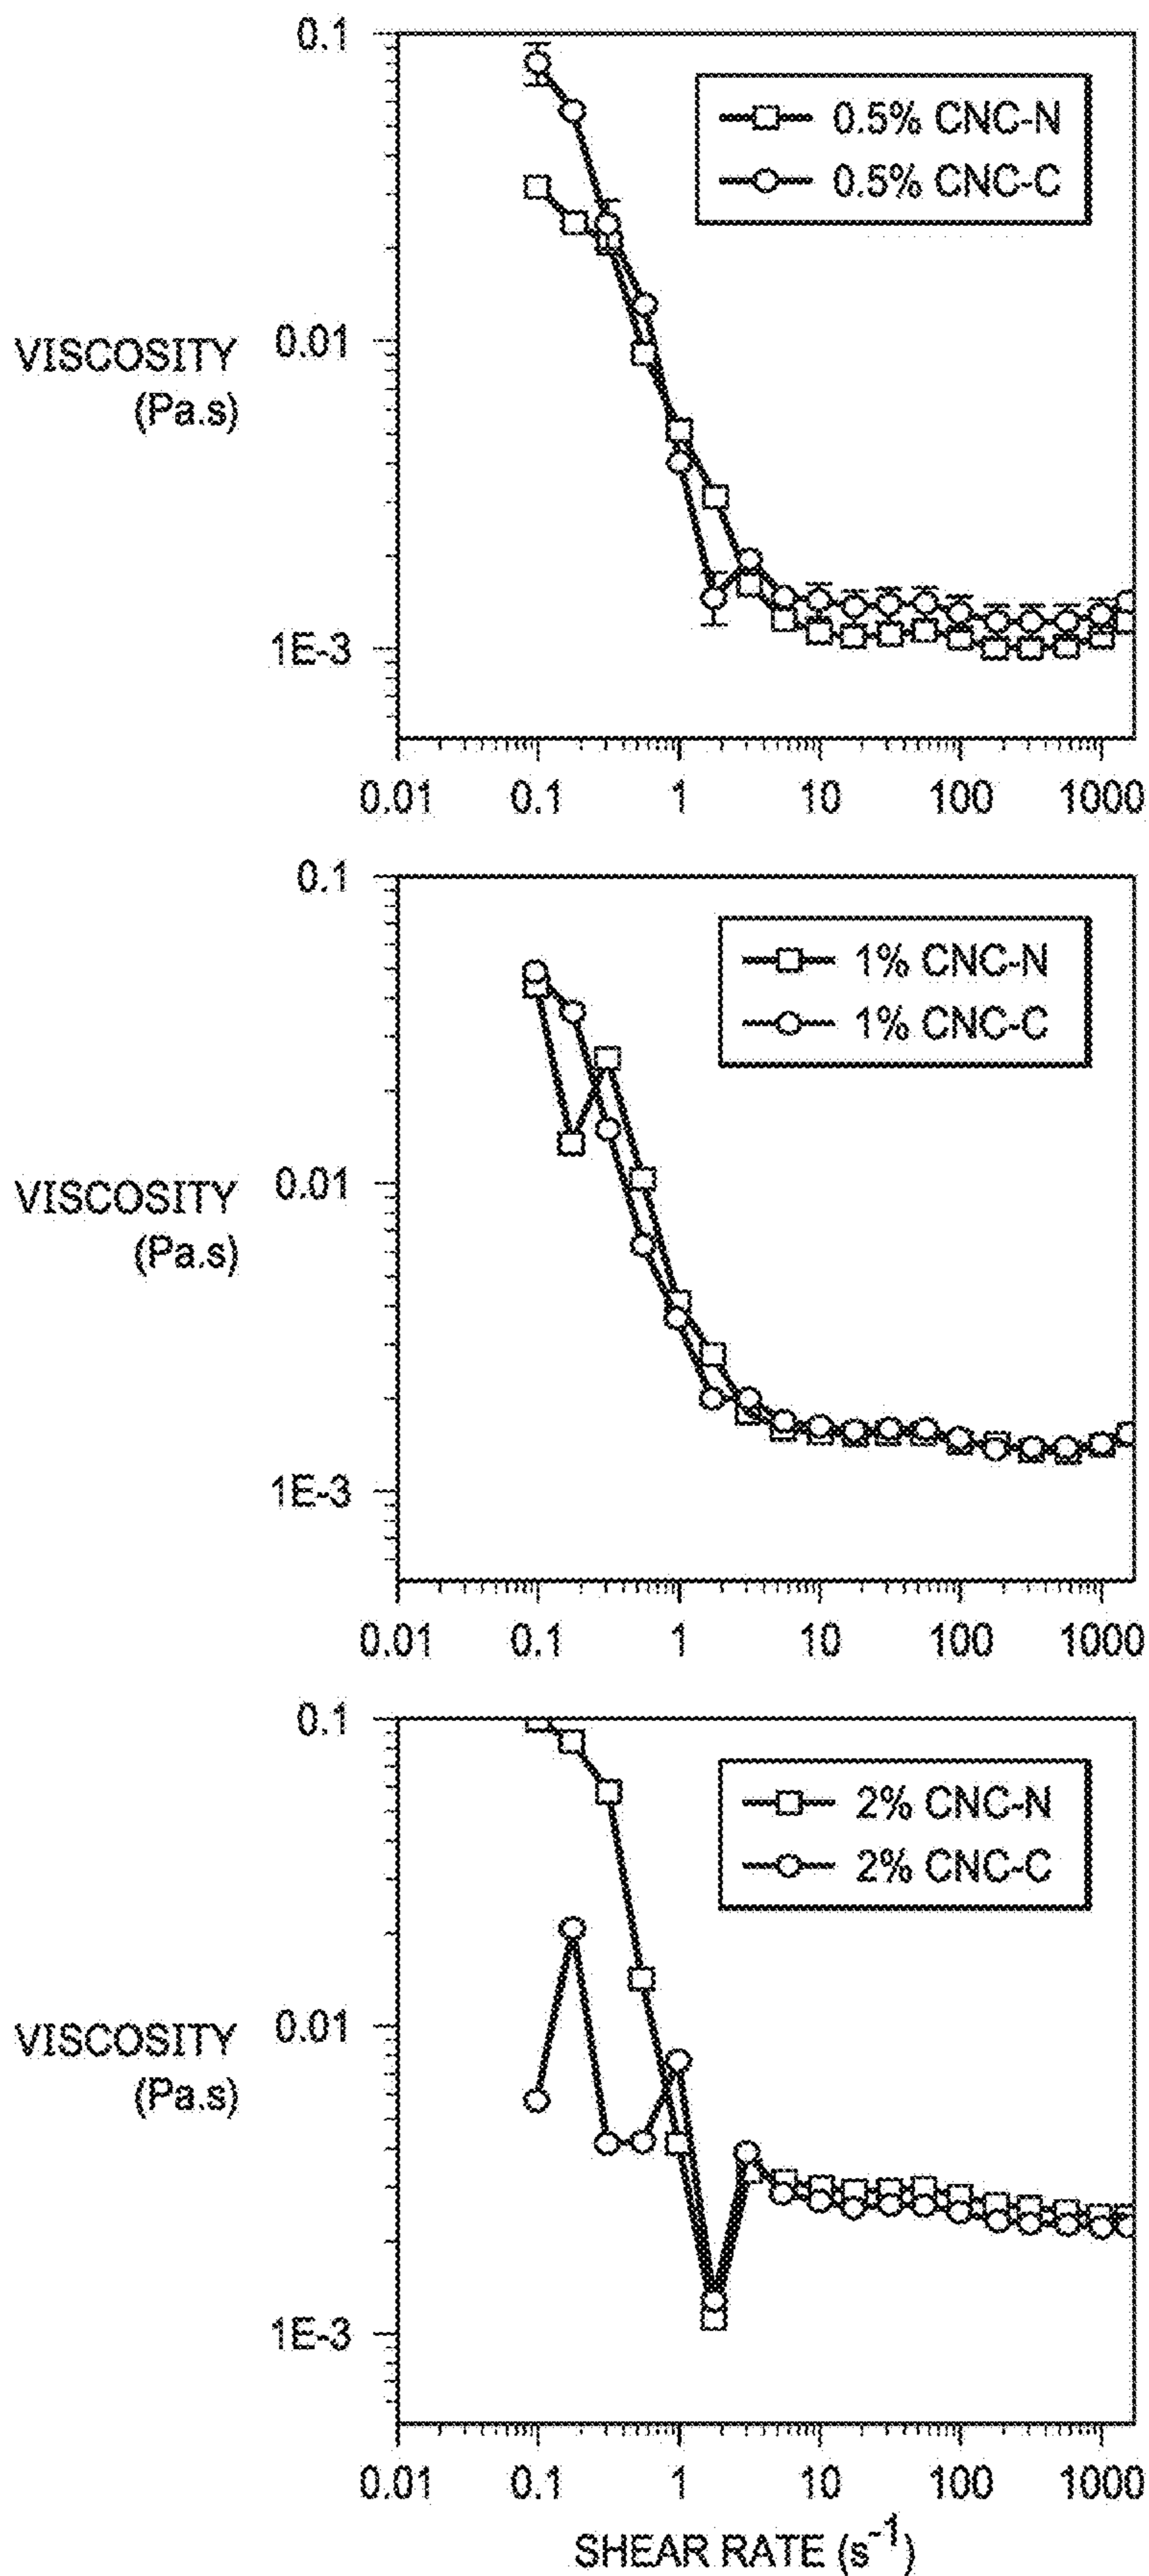 0.1
0.5% CNC-N
0.5% CNC-C
VISCOSITY
(Pa.s)
0.01
1E-3
0.01 0.1 1 10 100 1000
0.1
1% CNC-N
1% CNC-C
VISCOSITY
(Pa.s)
0.01
1E-3
0.01 0.1 1 10 100 1000
0.1
2% CNC-N
2% CNC-C
VISCOSITY
(Pa.s)
0.01
1E-3
0.01 0.1 1 10 100 1000
SHEAR RATE (s⁻¹)